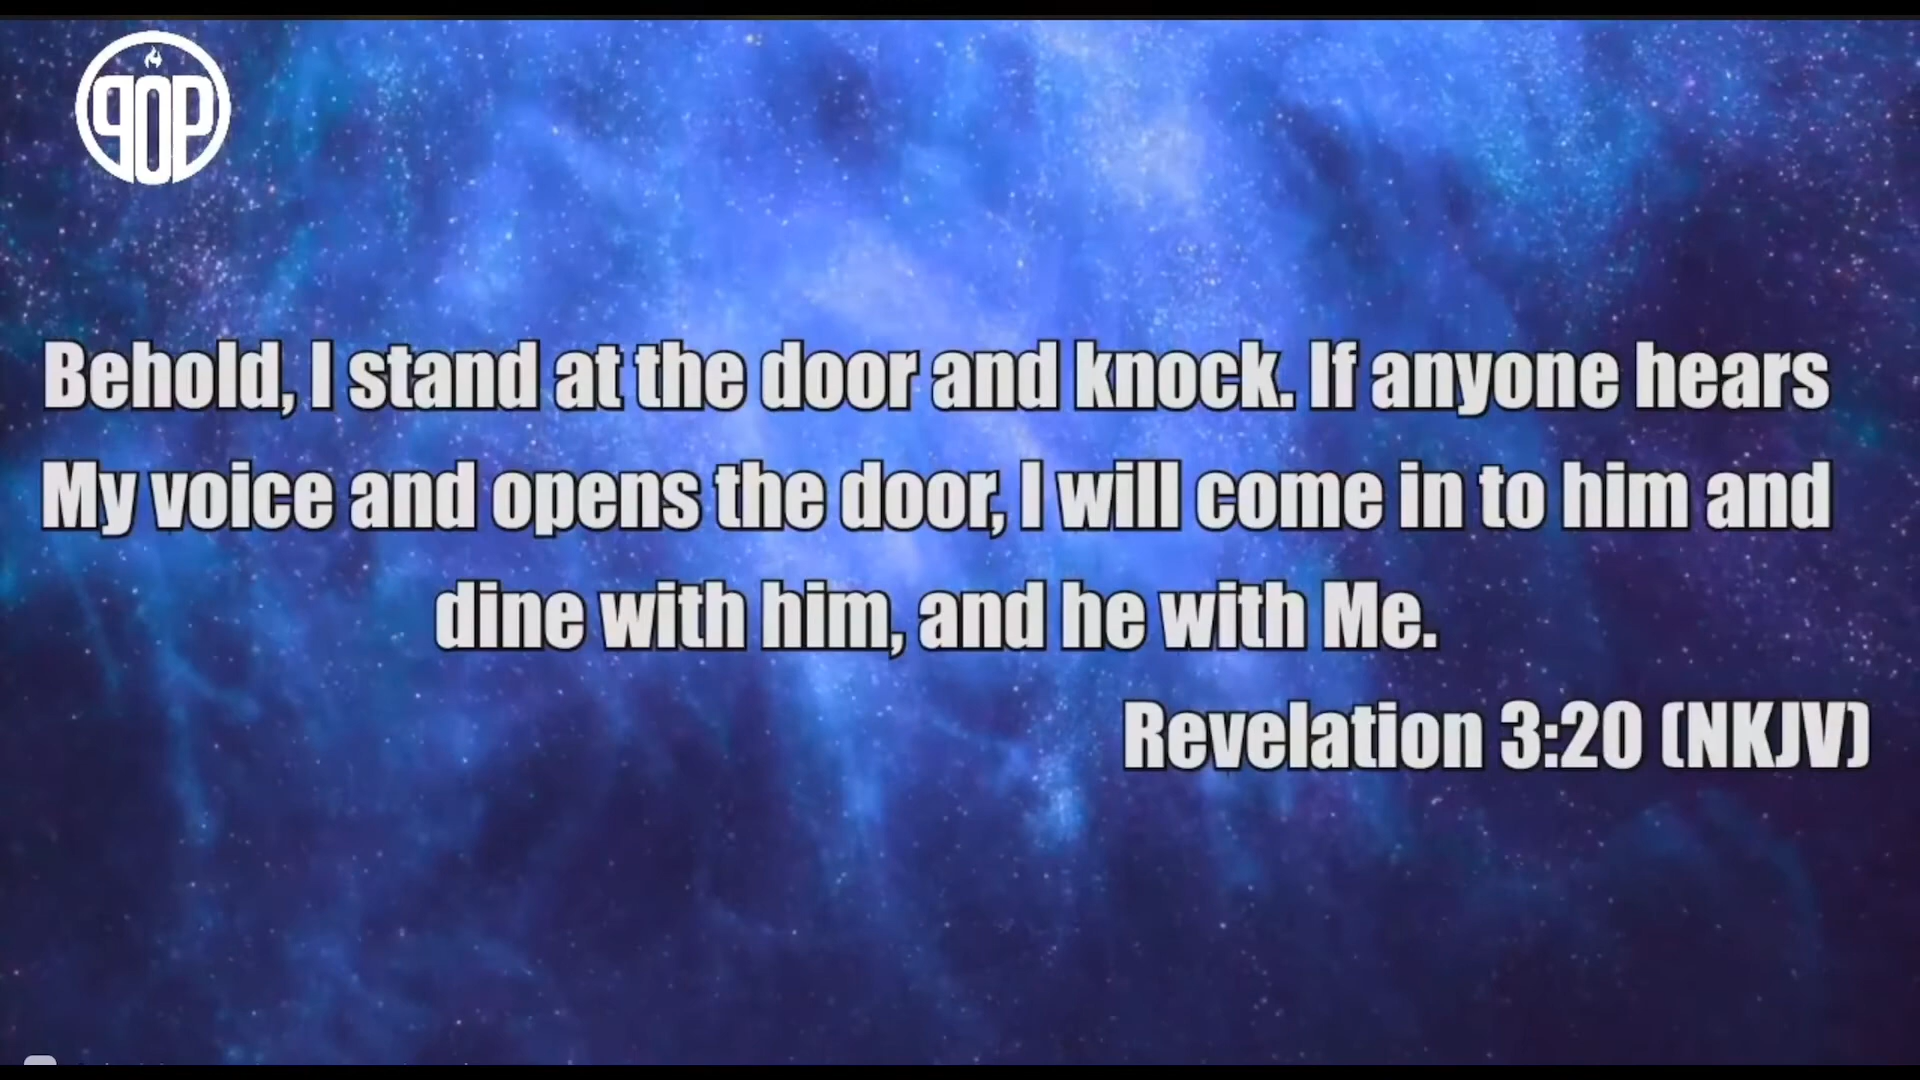 POP
Behold, I stand at the door and knock. If anyone hears
My voice and opens the door, I will come in to him and
dine with him, and he with Me.
Revelation 3:20 (NKJV)